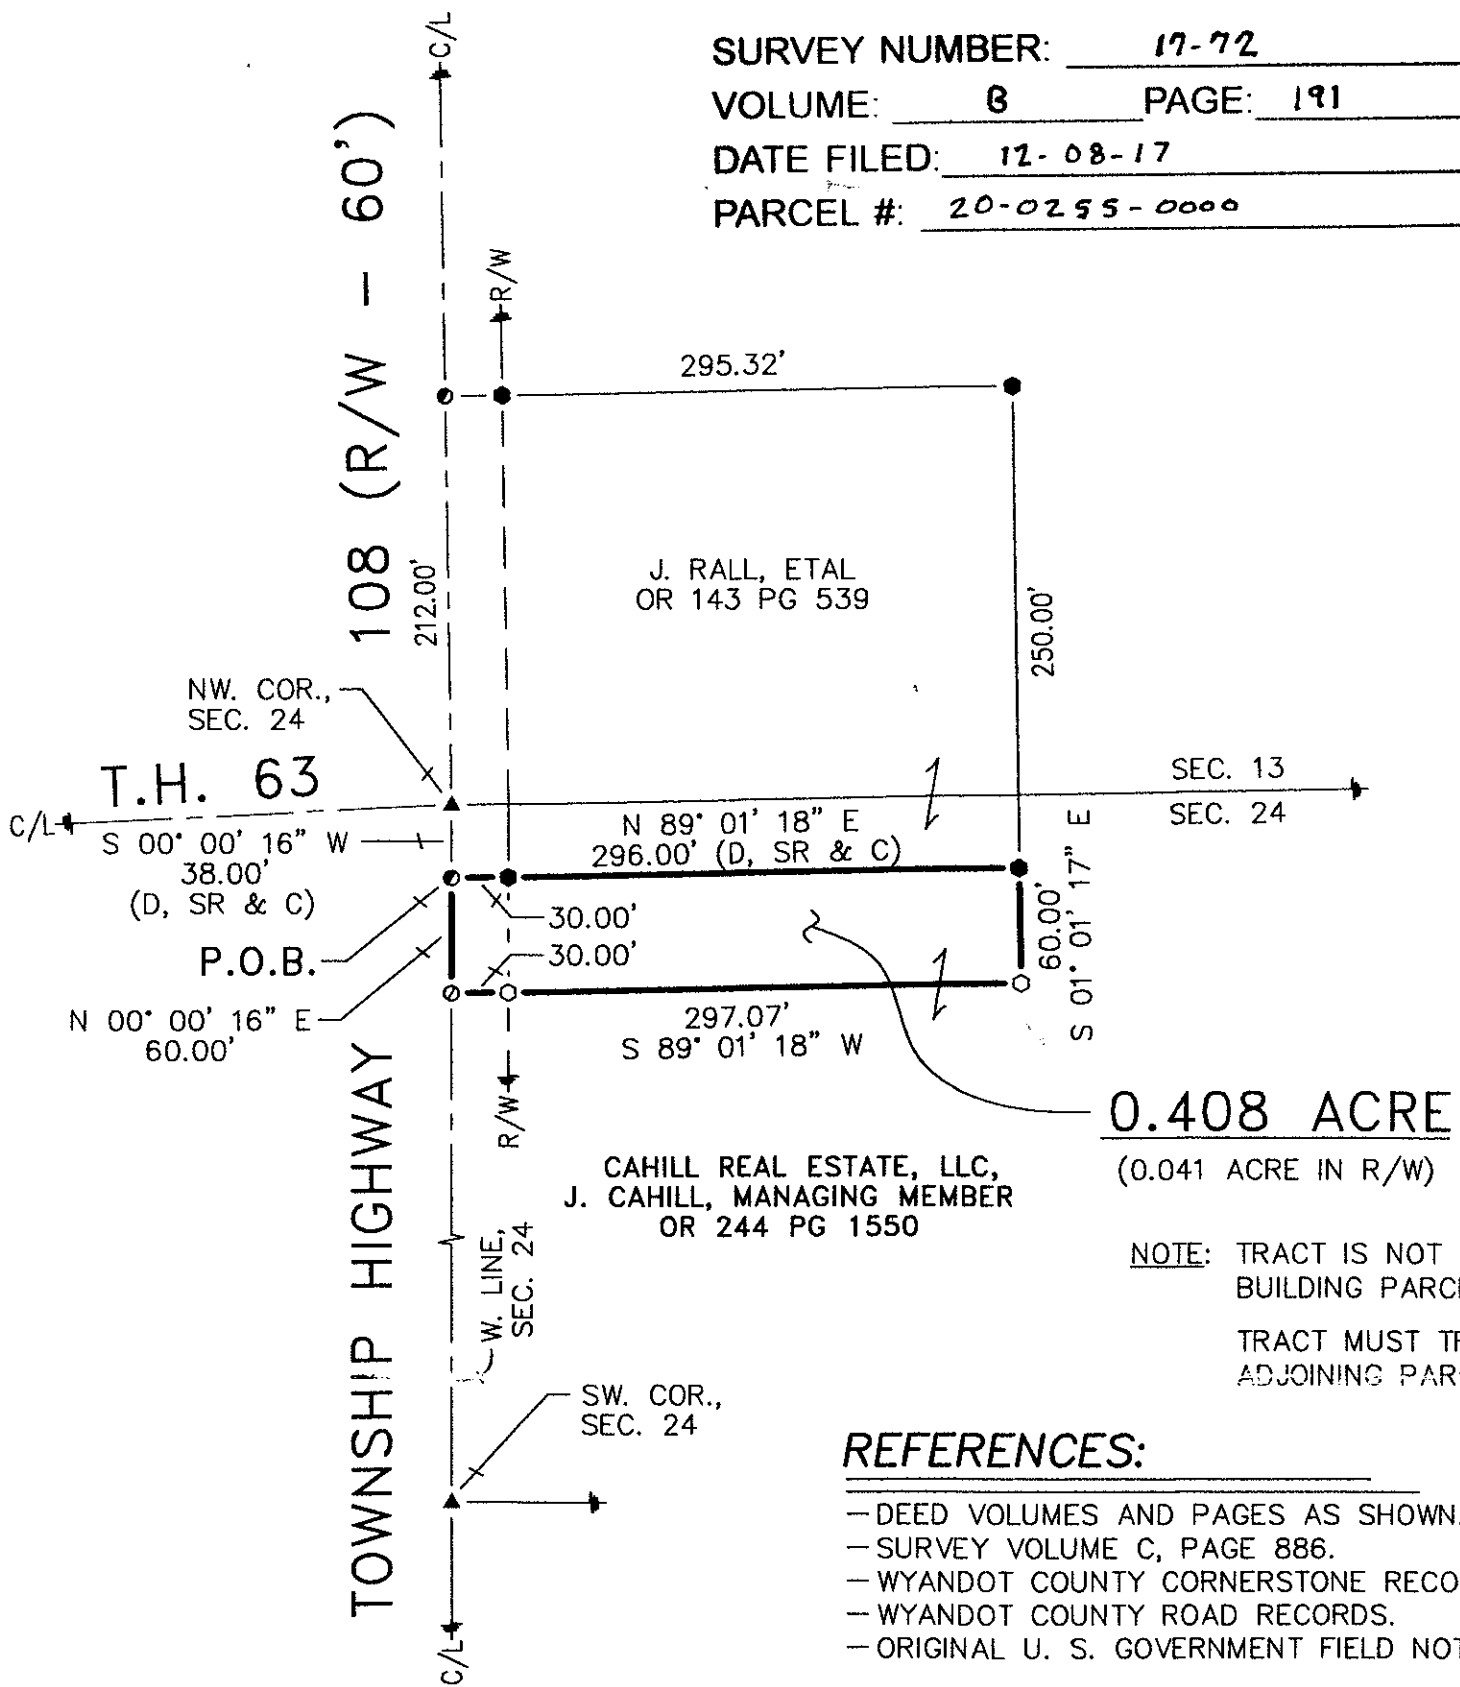 SURVEY NUMBER: 17-72
VOLUME: B PAGE: 191
DATE FILED: 12-08-17
PARCEL #: 20-0255-0000
C/L
R/W
TOWNSHIP HIGHWAY 108 (R/W - 60')
295.32'
212.00'
J. RALL, ETAL
OR 143 PG 539
250.00'
NW. COR.,
SEC. 24
T.H. 63
C/L
SEC. 13
SEC. 24
S 00° 00' 16" W
38.00'
(D, SR & C)
N 89° 01' 18" E
296.00' (D, SR & C)
P.O.B.
30.00'
30.00'
60.00'
S 01° 01' 17" E
N 00° 00' 16" E
60.00'
297.07'
S 89° 01' 18" W
R/W
0.408 ACRE
(0.041 ACRE IN R/W)
CAHILL REAL ESTATE, LLC,
J. CAHILL, MANAGING MEMBER
OR 244 PG 1550
W. LINE,
SEC. 24
NOTE: TRACT IS NOT
BUILDING PARC
TRACT MUST
ADJOINING PAR
SW. COR.,
SEC. 24
C/L
REFERENCES:
- DEED VOLUMES AND PAGES AS SHOWN.
- SURVEY VOLUME C, PAGE 886.
- WYANDOT COUNTY CORNERSTONE RECO
- WYANDOT COUNTY ROAD RECORDS.
- ORIGINAL U. S. GOVERNMENT FIELD NOT